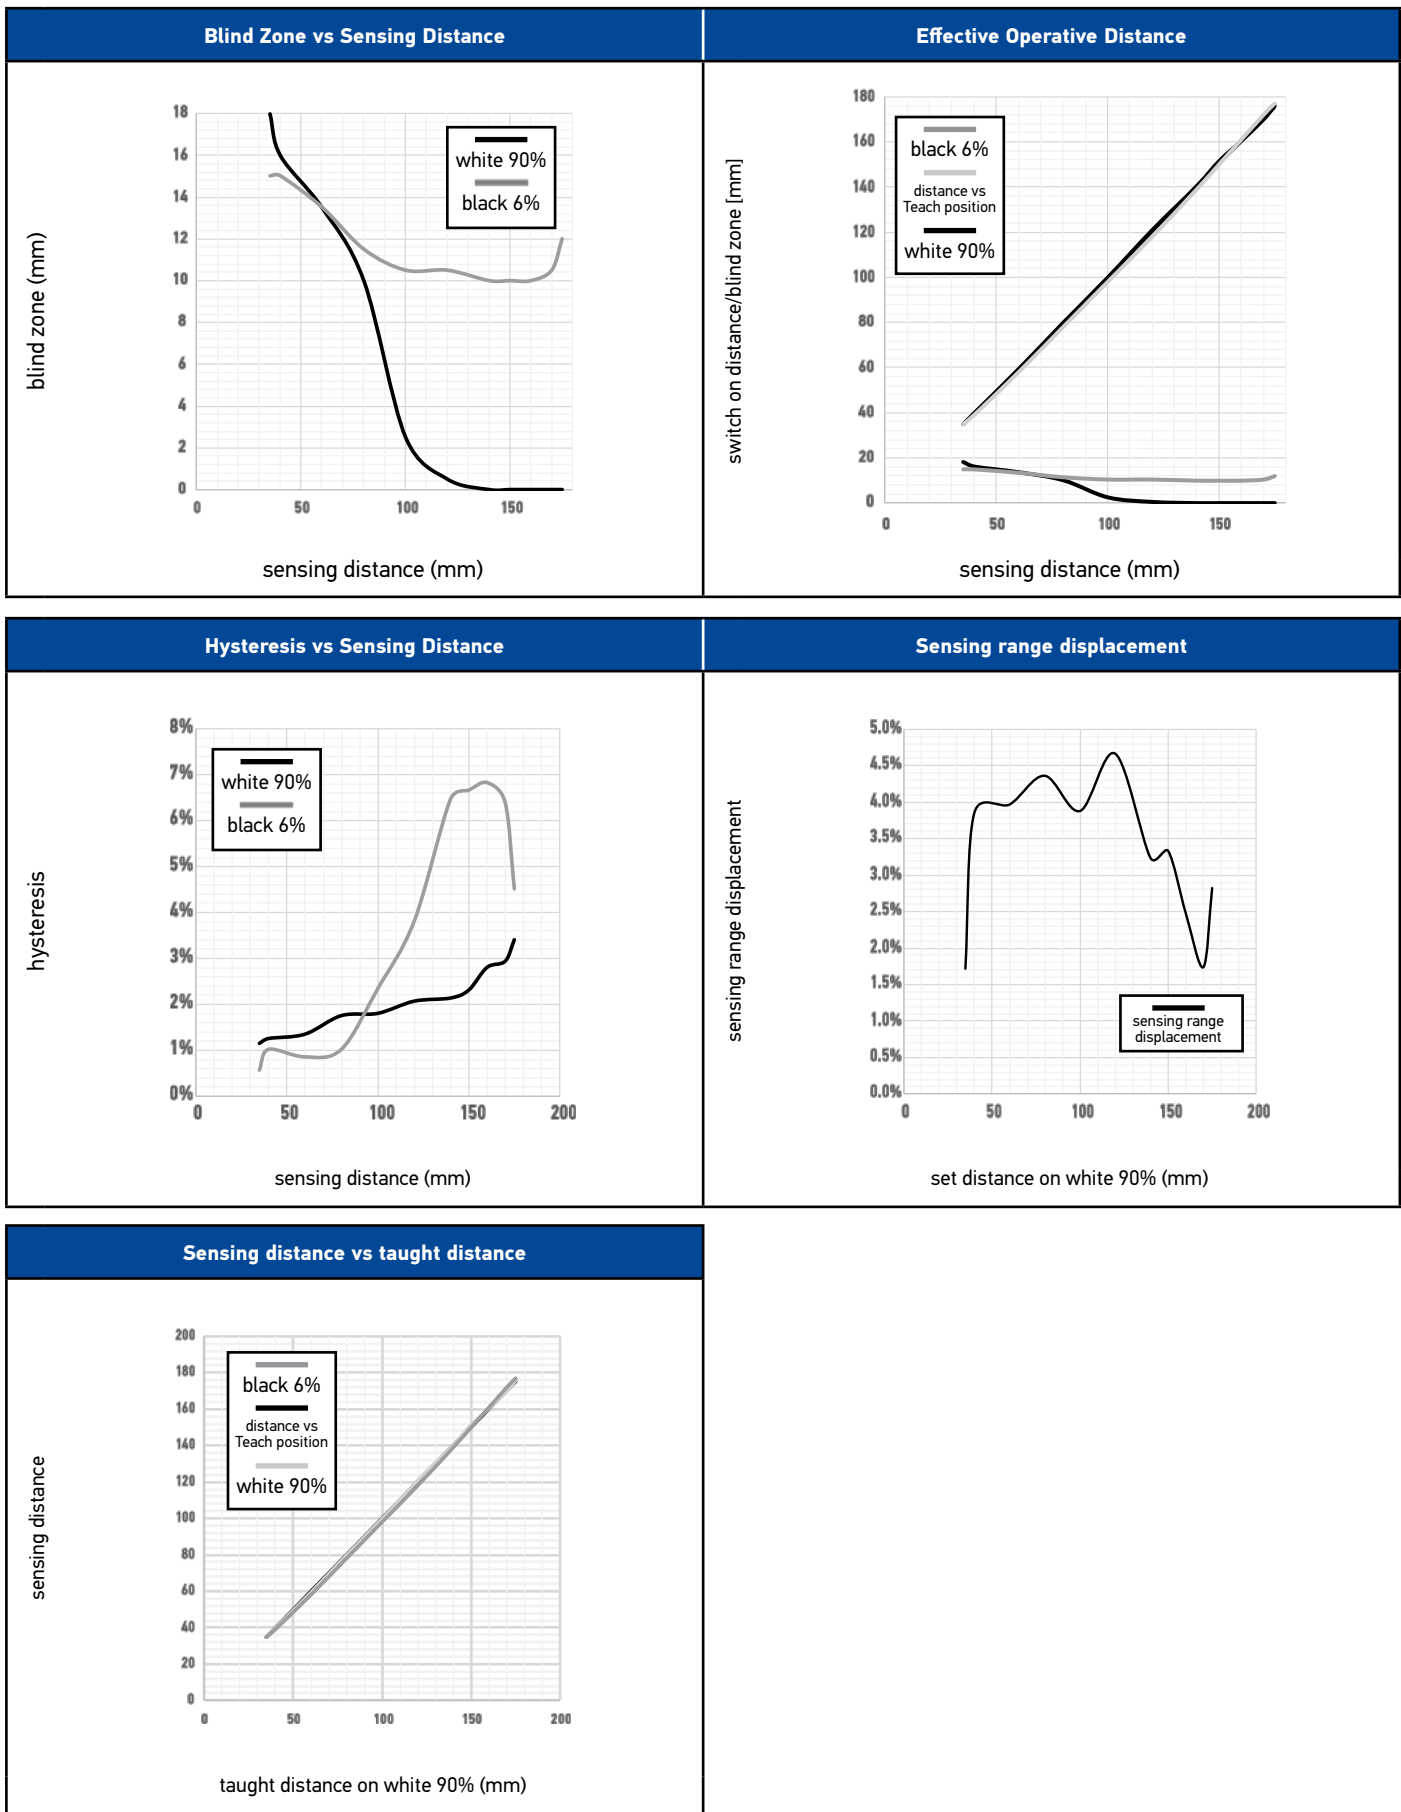 Blind Zone vs Sensing Distance
Effective Operative Distance
18
16
14
12
10
8
6
4
2
0
0
50
100
150
white 90%
black 6%
blind zone (mm)
sensing distance (mm)
180
160
140
120
100
80
60
40
20
0
0
50
100
150
black 6%
distance vs
Teach position
white 90%
switch on distance/blind zone [mm]
sensing distance (mm)
Hysteresis vs Sensing Distance
Sensing range displacement
8%
7%
6%
5%
4%
3%
2%
1%
0%
0
50
100
150
200
white 90%
black 6%
hysteresis
sensing distance (mm)
5.0%
4.5%
4.0%
3.5%
3.0%
2.5%
2.0%
1.5%
1.0%
0.5%
0.0%
0
50
100
150
200
sensing range
displacement
sensing range displacement
set distance on white 90% (mm)
Sensing distance vs taught distance
200
180
160
140
120
100
80
60
40
20
0
0
50
100
150
200
black 6%
distance vs
Teach position
white 90%
sensing distance
taught distance on white 90% (mm)